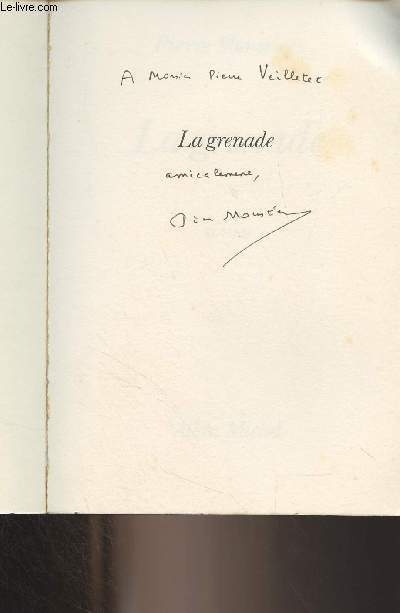 Le-livre.com
A Monsieur Pierre Veilletet
La grenade
amicalement,